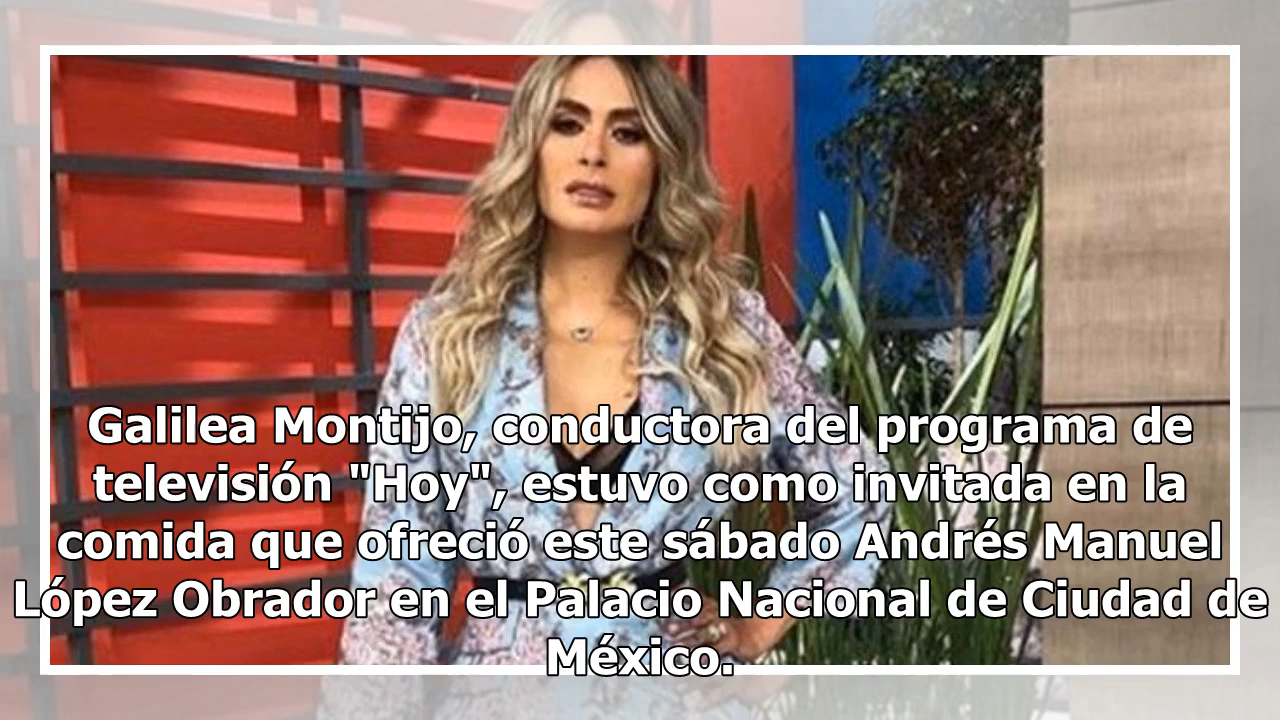 Galilea Montijo, conductora del programa de
televisión "Hoy", estuvo como invitada en la
comida que ofreció este sábado Andrés Manuel
López Obrador en el Palacio Nacional de Ciudad de
México.